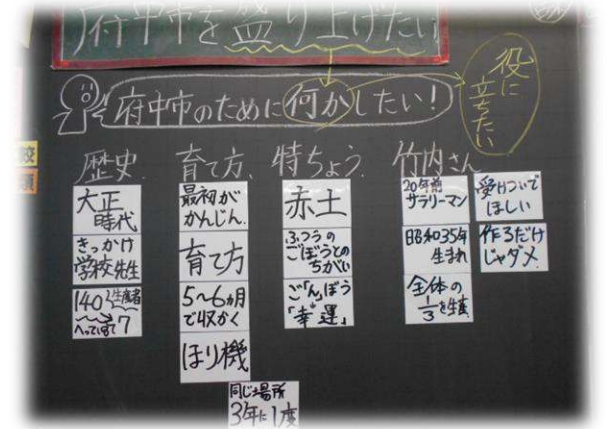 府中市を盛り上げたい
府中市のために何かしたい！
役に
立ちたい
歴史
大正
時代
きっかけ
学校先生
140
生産者
へって
7
育て方
最初が
かんじん
育て方
5〜6ヵ月
で収かく
ほり機
同じ場所
3年に1度
特ちょう
赤土
ふつうの
ごぼうとの
ちがい
ごんぼう
「幸運」
竹内さん
20年前
サラリーマン
昭和35年
生まれ
全体の
1/3を生産
受けついで
ほしい
作るだけ
じゃダメ